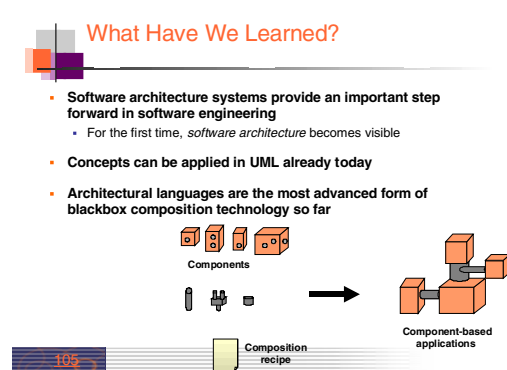 What Have We Learned?
Software architecture systems provide an important step
forward in software engineering
For the first time, software architecture becomes visible
Concepts can be applied in UML already today
Architectural languages are the most advanced form of
blackbox composition technology so far
Components
Component-based
applications
Composition
recipe
105